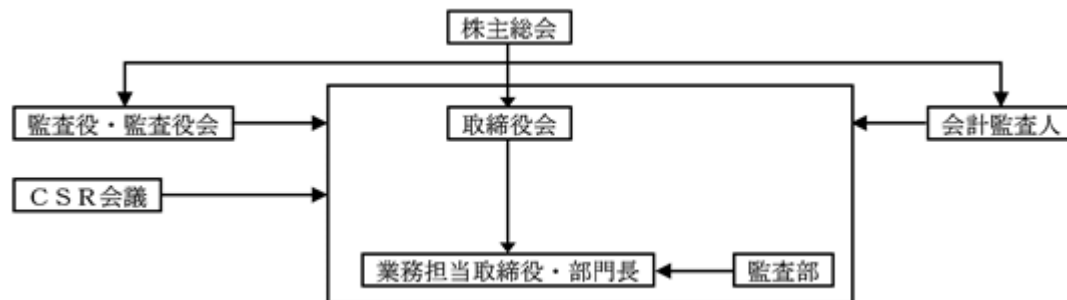 株主総会
監査役・監査役会
取締役会
会計監査人
ＣＳＲ会議
業務担当取締役・部門長
監査部